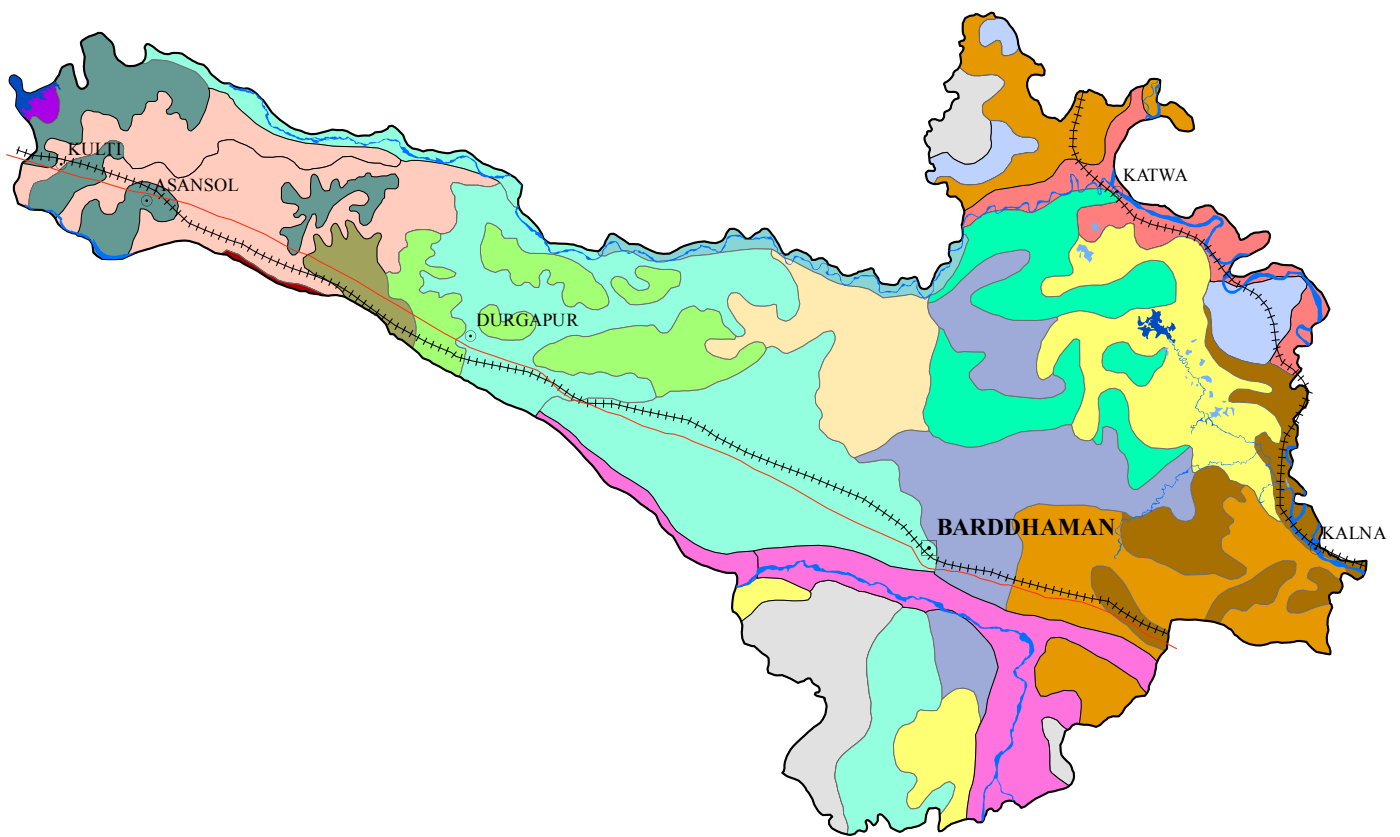 KULTI
ASANSOL
KATWA
DURGAPUR
BARDDHAMAN
KALNA